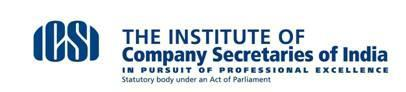 ICSI
THE INSTITUTE OF
Company Secretaries of India
IN PURSUIT OF PROFESSIONAL EXCELLENCE
Statutory body under an Act of Parliament